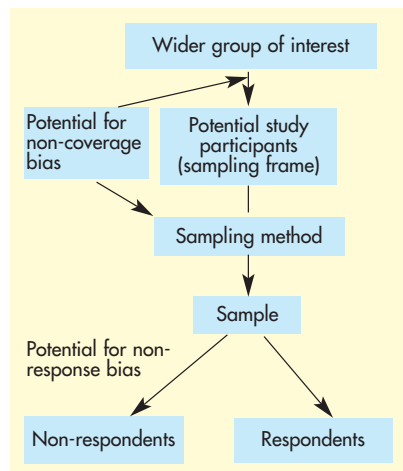 Wider group of interest
Potential for
non-coverage
bias
Potential study
participants
(sampling frame)
Sampling method
Sample
Potential for non-
response bias
Non-respondents
Respondents